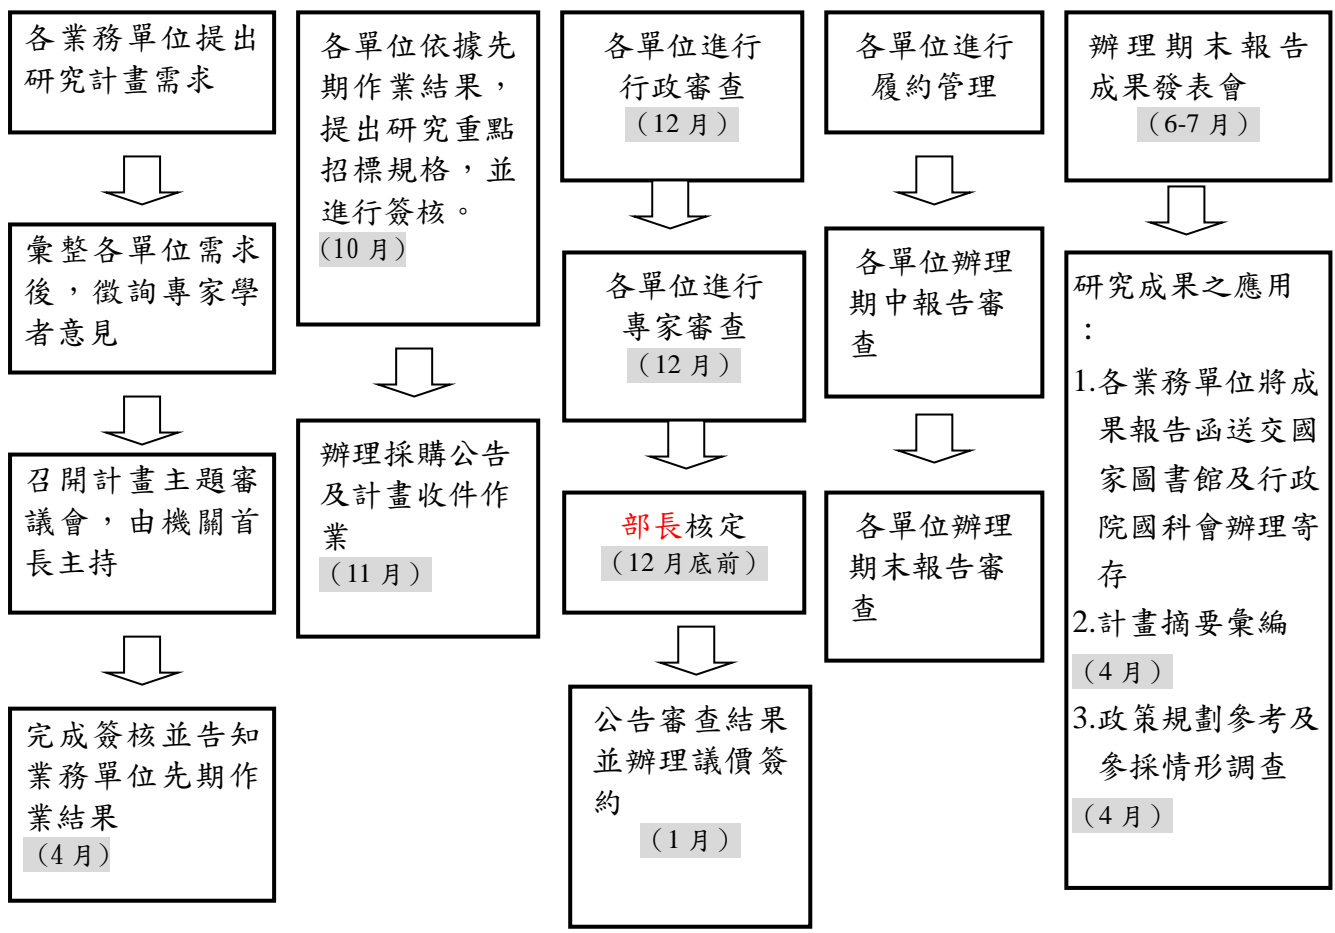 各業務單位提出
研究計畫需求
彙整各單位需求
後，徵詢專家學
者意見
召開計畫主題審
議會，由機關首
長主持
完成簽核並告知
業務單位先期作
業結果
（4 月）
各單位依據先
期作業結果，
提出研究重點
招標規格，並
進行簽核。
(10 月)
辦理採購公告
及計畫收件作
業
（11 月）
各單位進行
行政審查
（12 月）
各單位進行
專家審查
（12 月）
部長核定
（12 月底前）
公告審查結果
並辦理議價簽
約
（1 月）
各單位進行
履約管理
各單位辦理
期中報告審
查
各單位辦理
期末報告審
查
辦理期末報告
成果發表會
（6-7 月）
研究成果之應用
：
1.各業務單位將成
果報告函送交國
家圖書館及行政
院國科會辦理寄
存
2.計畫摘要彙編
（4 月）
3.政策規劃參考及
參採情形調查
（4 月）